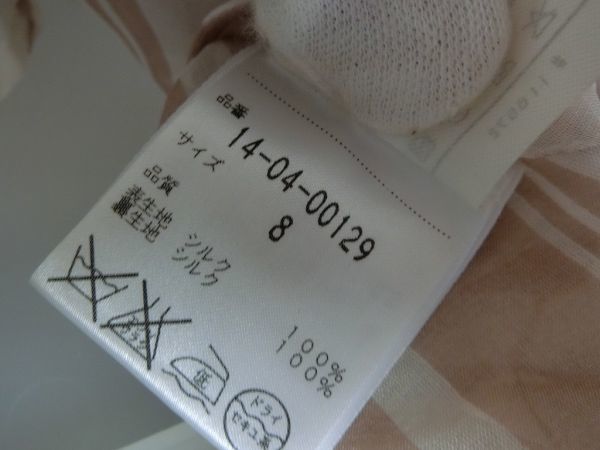 品番
14-04-00129
サイズ 8
品質
表生地 シルク 100%
裏生地 シルク 100%
低
ドライ
セキユ系